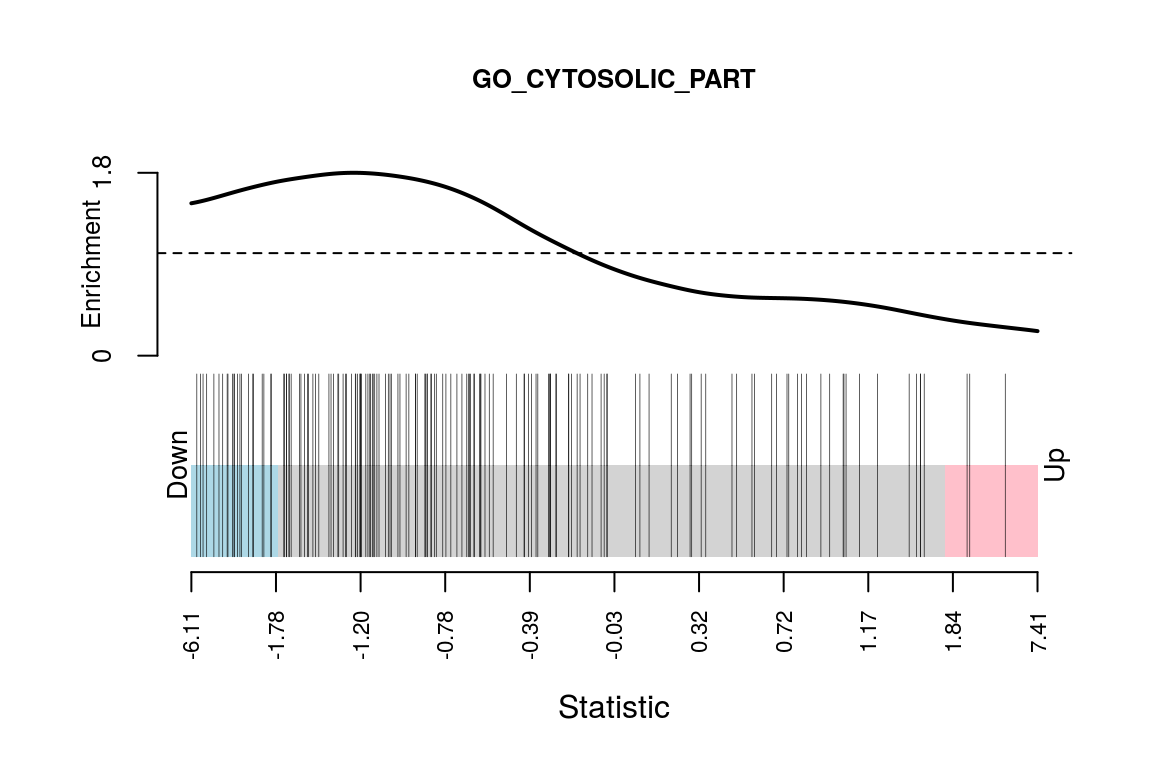 GO_CYTOSOLIC_PART
Enrichment
0
1.8
Down
Up
-6.11
-1.78
-1.20
-0.78
-0.39
-0.03
0.32
0.72
1.17
1.84
7.41
Statistic